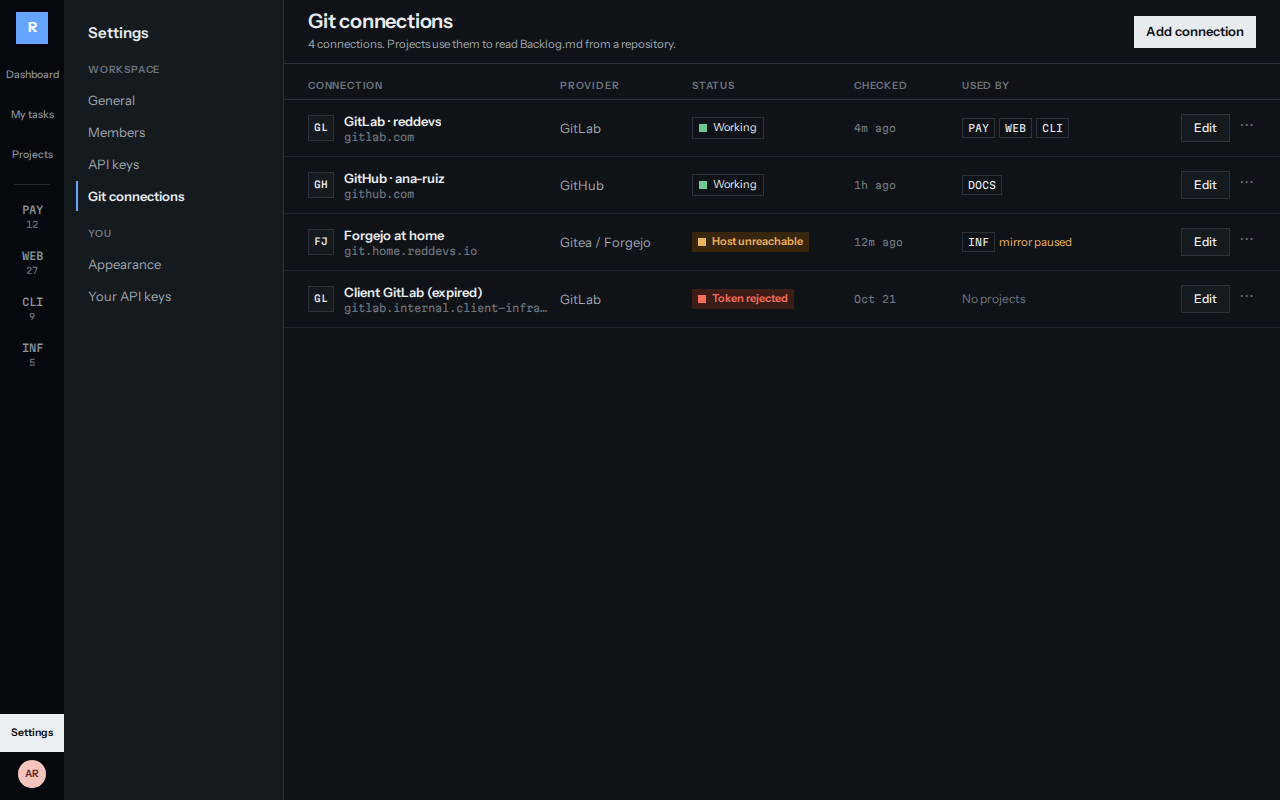 R
Dashboard
My tasks
Projects
PAY
12
WEB
27
CLI
9
INF
5
Settings
AR
Settings
WORKSPACE
General
Members
API keys
Git connections
YOU
Appearance
Your API keys
Git connections
4 connections. Projects use them to read Backlog.md from a repository.
Add connection
CONNECTION PROVIDER STATUS CHECKED USED BY
GL GitLab · reddevs GitLab Working 4m ago PAY WEB CLI Edit ···
gitlab.com
GH GitHub · ana-ruiz GitHub Working 1h ago DOCS Edit ···
github.com
FJ Forgejo at home Gitea / Forgejo Host unreachable 12m ago INF mirror paused Edit ···
git.home.reddevs.io
GL Client GitLab (expired) GitLab Token rejected Oct 21 No projects Edit ···
gitlab.internal.client-infra…